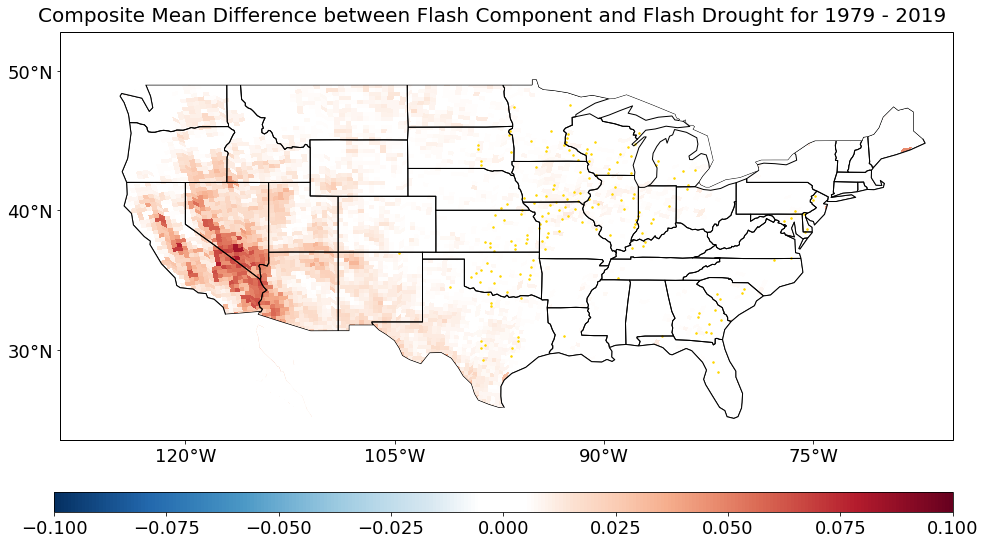 Composite Mean Difference between Flash Component and Flash Drought for 1979 - 2019
50°N
40°N
30°N
120°W 105°W 90°W 75°W
−0.100 −0.075 −0.050 −0.025 0.000 0.025 0.050 0.075 0.100